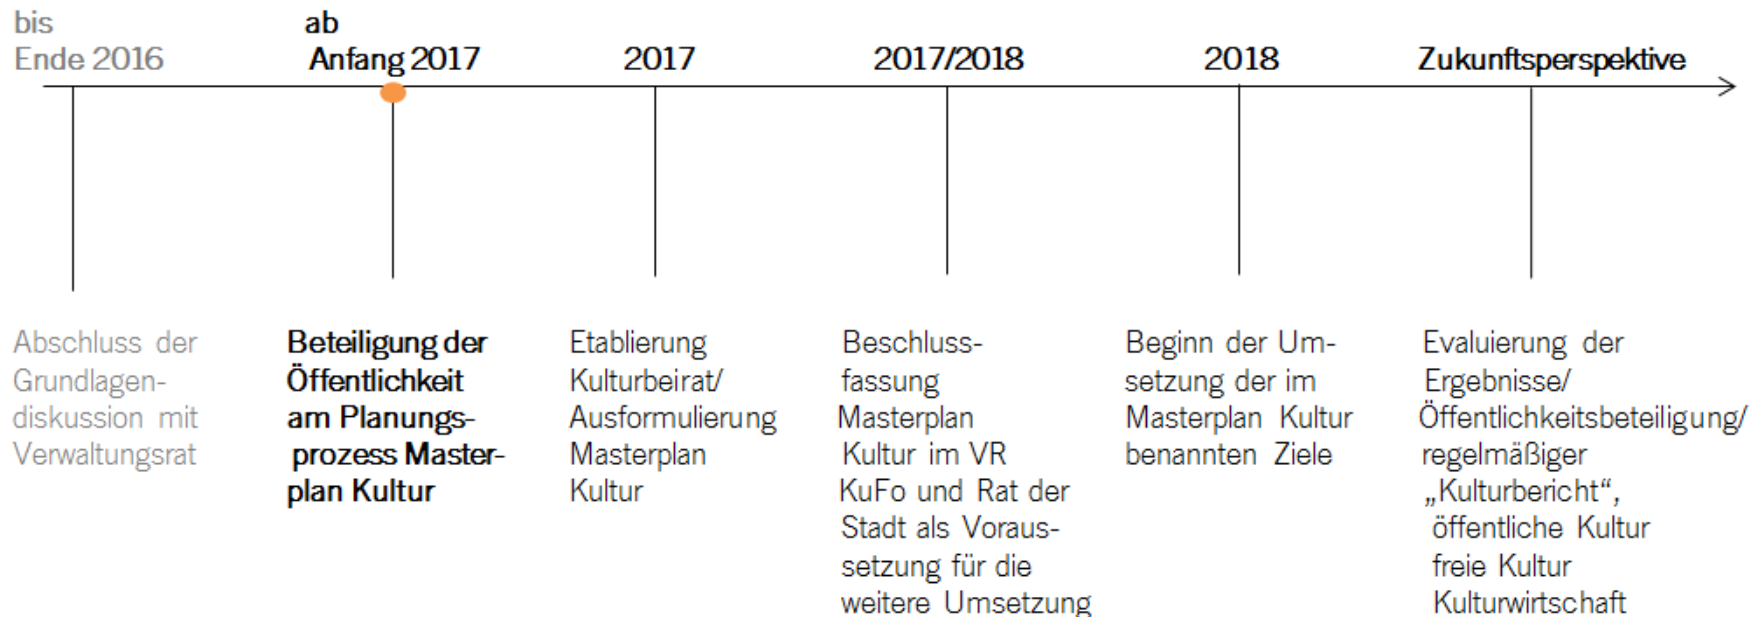 bis
Ende 2016
ab
Anfang 2017
2017
2017/2018
2018
Zukunftsperspektive
Abschluss der
Grundlagen-
diskussion mit
Verwaltungsrat
Beteiligung der
Öffentlichkeit
am Planungs-
prozess Master-
plan Kultur
Etablierung
Kulturbeirat/
Ausformulierung
Masterplan
Kultur
Beschluss-
fassung
Masterplan
Kultur im VR
KuFo und Rat der
Stadt als Voraus-
setzung für die
weitere Umsetzung
Beginn der Um-
setzung der im
Masterplan Kultur
benannten Ziele
Evaluierung der
Ergebnisse/
Öffentlichkeitsbeteiligung/
regelmäßiger
„Kulturbericht“,
öffentliche Kultur
freie Kultur
Kulturwirtschaft